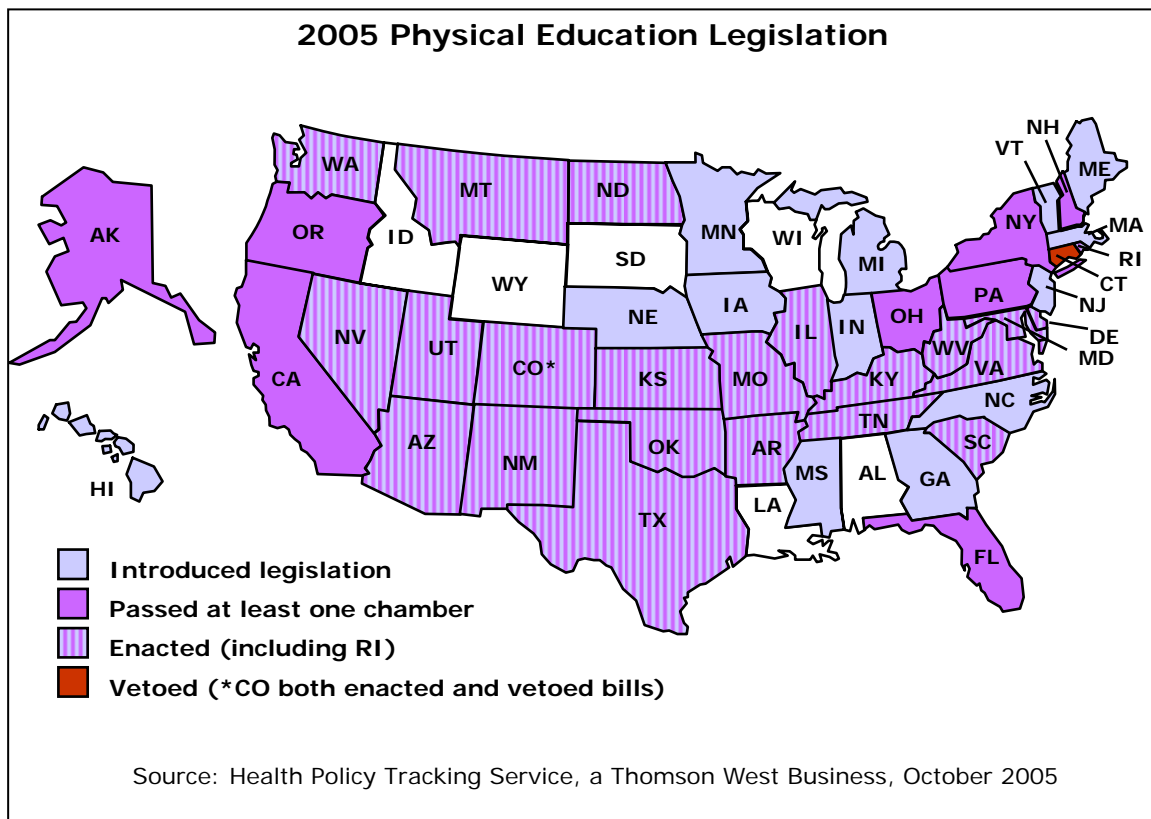 2005 Physical Education Legislation
NH
VT
ME
WA
MT
ND
AK
OR
ID
MN
WI
NY
MA
SD
MI
RI
WY
CT
PA
NJ
IA
NE
OH
NV
IL
IN
DE
UT
WV
MD
CO*
VA
CA
KS
MO
KY
NC
TN
AZ
OK
AR
SC
NM
MS
AL
GA
HI
LA
TX
FL
Introduced legislation
Passed at least one chamber
Enacted (including RI)
Vetoed (*CO both enacted and vetoed bills)
Source: Health Policy Tracking Service, a Thomson West Business, October 2005